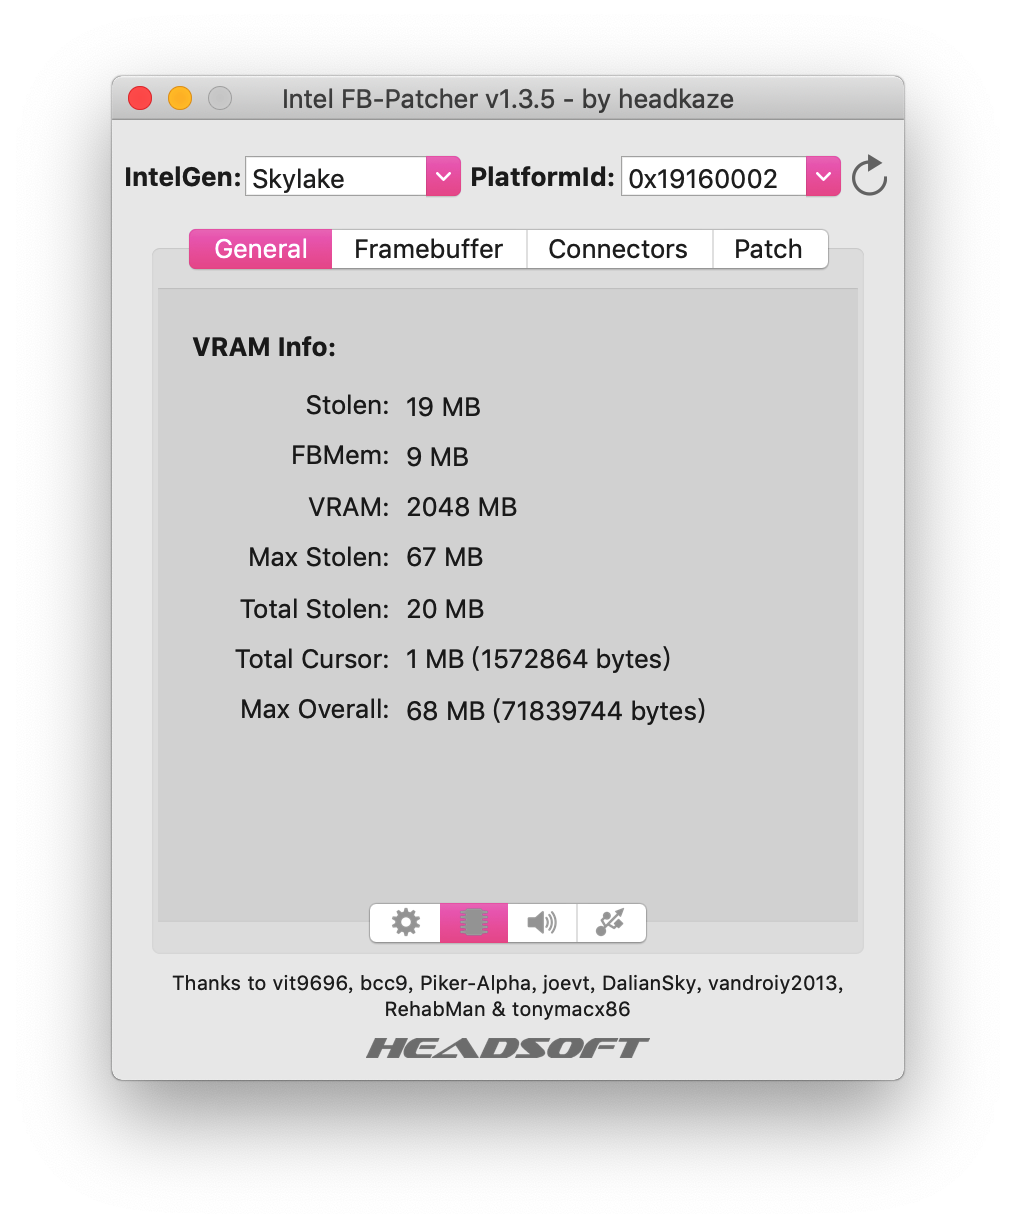 Intel FB-Patcher v1.3.5 - by headkaze
IntelGen: Skylake PlatformId: 0x19160002
General Framebuffer Connectors Patch
VRAM Info:
Stolen: 19 MB
FBMem: 9 MB
VRAM: 2048 MB
Max Stolen: 67 MB
Total Stolen: 20 MB
Total Cursor: 1 MB (1572864 bytes)
Max Overall: 68 MB (71839744 bytes)
Thanks to vit9696, bcc9, Piker-Alpha, joevt, DalianSky, vandroiy2013,
RehabMan & tonymacx86
HEADSOFT